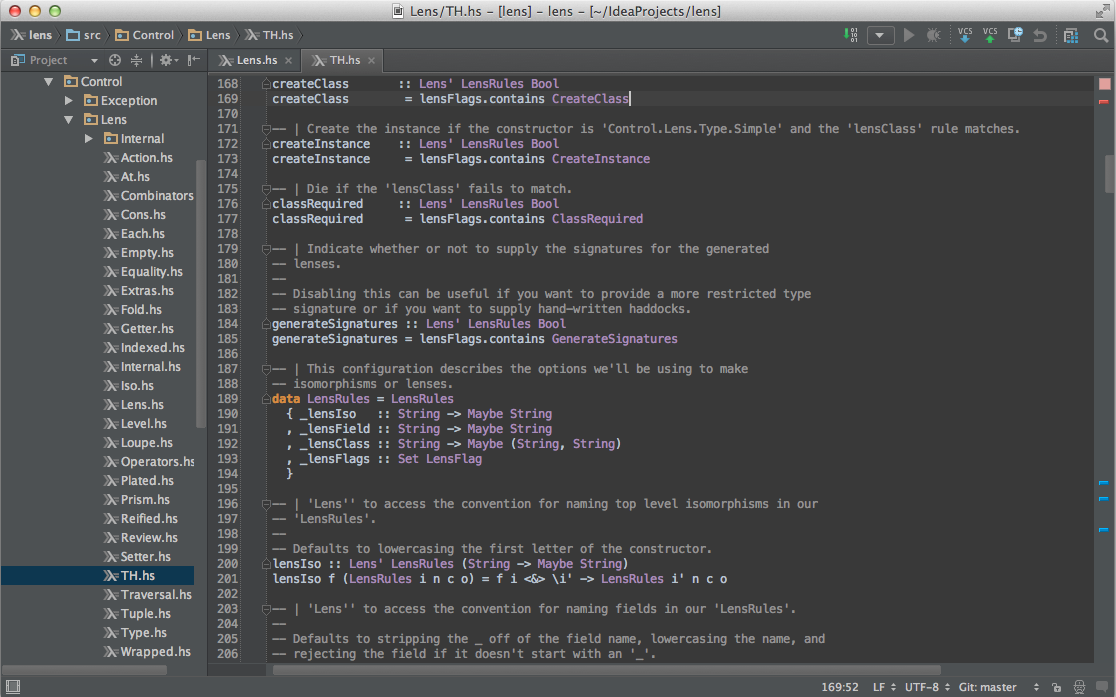 Lens/TH.hs – [lens] – lens – [~/IdeaProjects/lens]
lens src Control Lens TH.hs
VCS VCS
Project
Lens.hs TH.hs
Control
Exception
Lens
Internal
Action.hs
At.hs
Combinators
Cons.hs
Each.hs
Empty.hs
Equality.hs
Extras.hs
Fold.hs
Getter.hs
Indexed.hs
Internal.hs
Iso.hs
Lens.hs
Level.hs
Loupe.hs
Operators.hs
Plated.hs
Prism.hs
Reified.hs
Review.hs
Setter.hs
TH.hs
Traversal.hs
Tuple.hs
Type.hs
Wrapped.hs
168 createClass       :: Lens' LensRules Bool
169 createClass        = lensFlags.contains CreateClass
170
171 -- | Create the instance if the constructor is 'Control.Lens.Type.Simple' and the 'lensClass' rule matches.
172 createInstance    :: Lens' LensRules Bool
173 createInstance     = lensFlags.contains CreateInstance
174
175 -- | Die if the 'lensClass' fails to match.
176 classRequired     :: Lens' LensRules Bool
177 classRequired      = lensFlags.contains ClassRequired
178
179 -- | Indicate whether or not to supply the signatures for the generated
180 -- lenses.
181 --
182 -- Disabling this can be useful if you want to provide a more restricted type
183 -- signature or if you want to supply hand-written haddocks.
184 generateSignatures :: Lens' LensRules Bool
185 generateSignatures = lensFlags.contains GenerateSignatures
186
187 -- | This configuration describes the options we'll be using to make
188 -- isomorphisms or lenses.
189 data LensRules = LensRules
190   { _lensIso   :: String -> Maybe String
191   , _lensField :: String -> Maybe String
192   , _lensClass :: String -> Maybe (String, String)
193   , _lensFlags :: Set LensFlag
194   }
195
196 -- | 'Lens'' to access the convention for naming top level isomorphisms in our
197 -- 'LensRules'.
198 --
199 -- Defaults to lowercasing the first letter of the constructor.
200 lensIso :: Lens' LensRules (String -> Maybe String)
201 lensIso f (LensRules i n c o) = f i <&> \i' -> LensRules i' n c o
202
203 -- | 'Lens'' to access the convention for naming fields in our 'LensRules'.
204 --
205 -- Defaults to stripping the _ off of the field name, lowercasing the name, and
206 -- rejecting the field if it doesn't start with an '_'.
169:52 LF UTF-8 Git: master